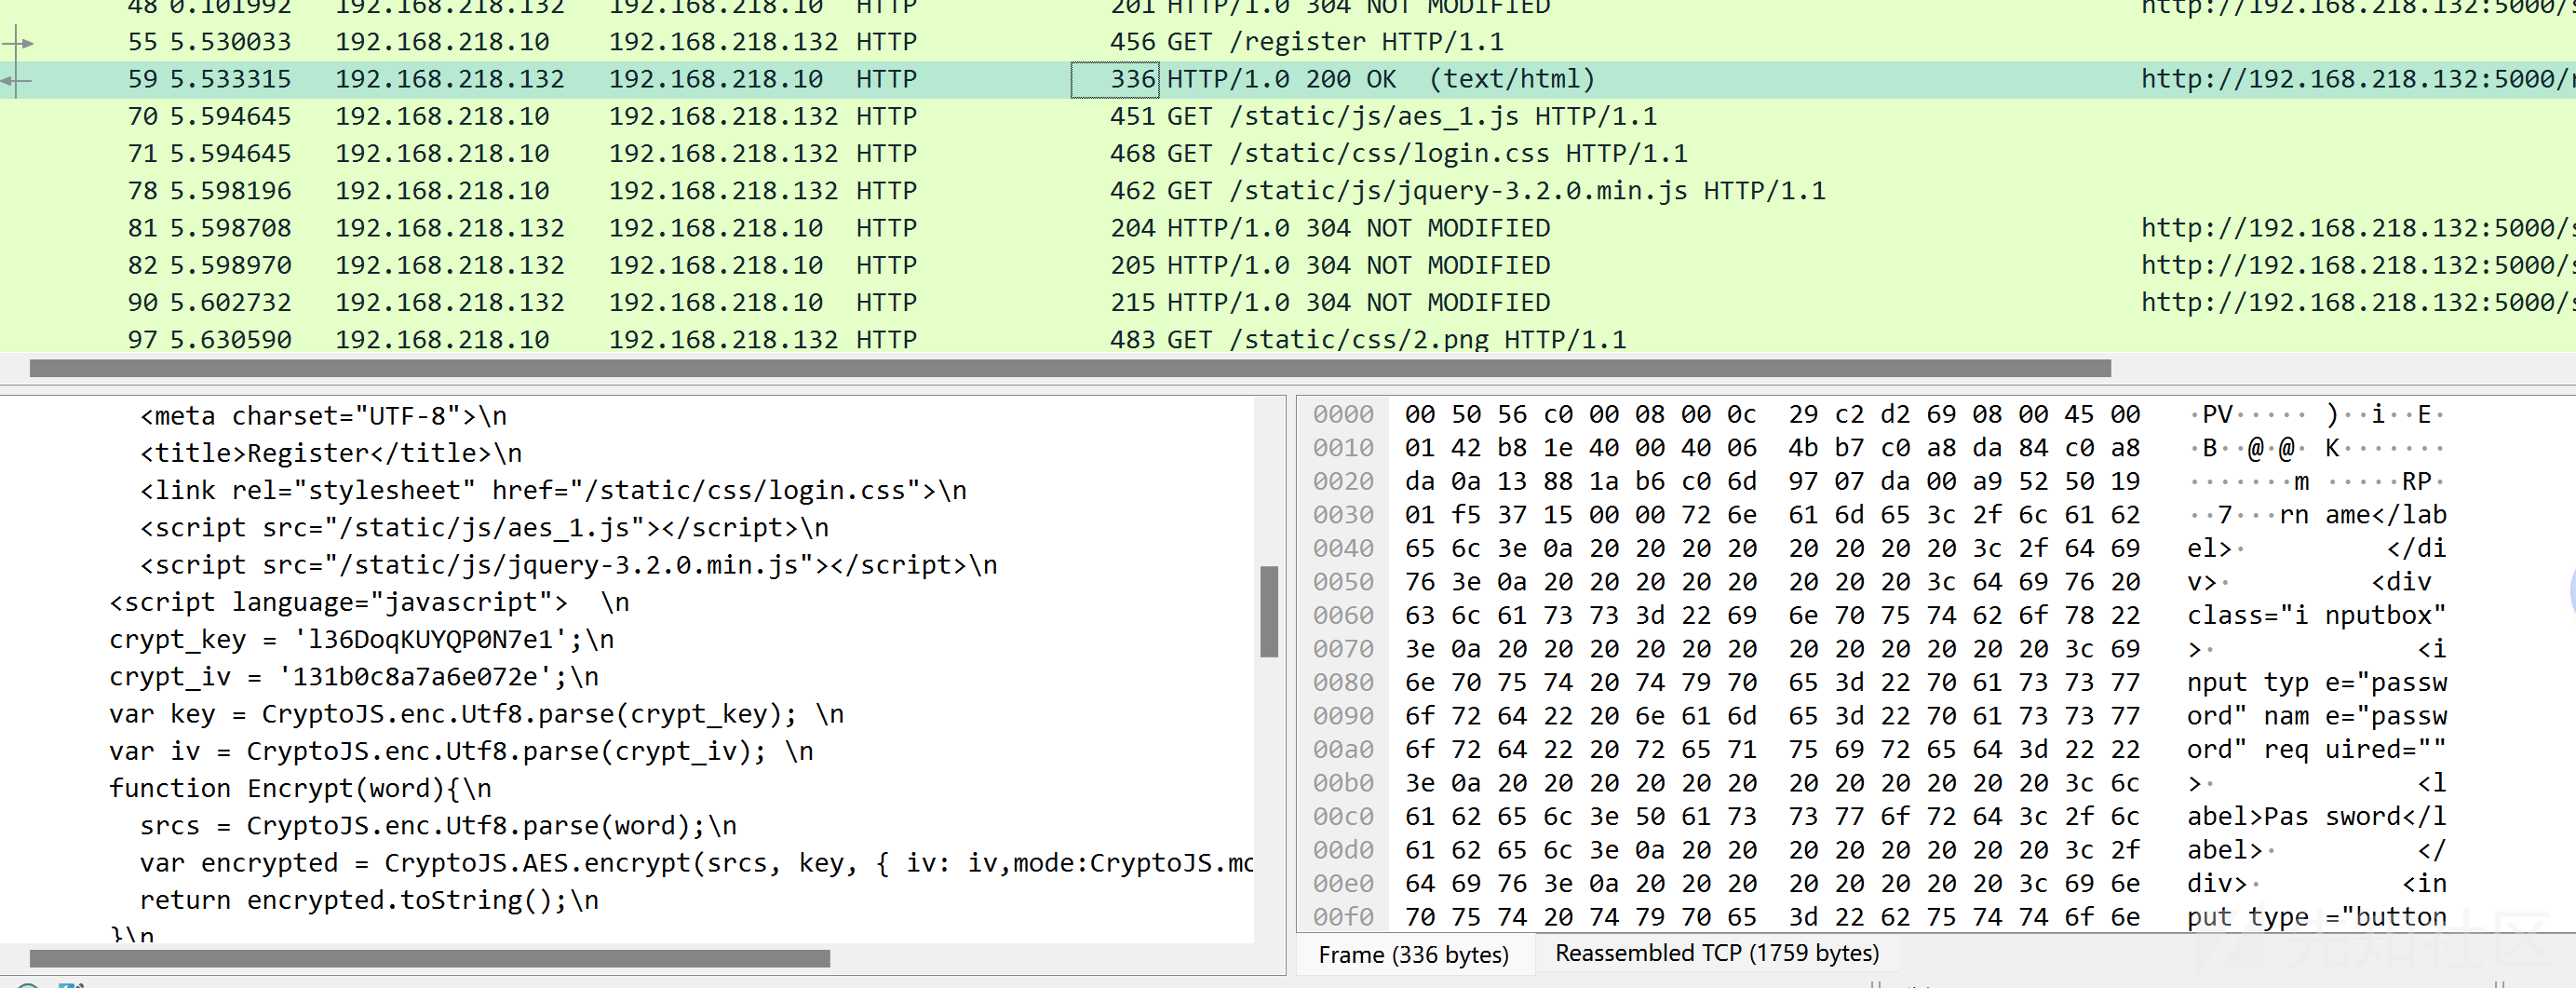 48 0.101992 192.168.218.132 192.168.218.10 HTTP 201 HTTP/1.0 304 NOT MODIFIED http://192.168.218.132:5000/s
55 5.530033 192.168.218.10 192.168.218.132 HTTP 456 GET /register HTTP/1.1
59 5.533315 192.168.218.132 192.168.218.10 HTTP 336 HTTP/1.0 200 OK (text/html) http://192.168.218.132:5000/r
70 5.594645 192.168.218.10 192.168.218.132 HTTP 451 GET /static/js/aes_1.js HTTP/1.1
71 5.594645 192.168.218.10 192.168.218.132 HTTP 468 GET /static/css/login.css HTTP/1.1
78 5.598196 192.168.218.10 192.168.218.132 HTTP 462 GET /static/js/jquery-3.2.0.min.js HTTP/1.1
81 5.598708 192.168.218.132 192.168.218.10 HTTP 204 HTTP/1.0 304 NOT MODIFIED http://192.168.218.132:5000/s
82 5.598970 192.168.218.132 192.168.218.10 HTTP 205 HTTP/1.0 304 NOT MODIFIED http://192.168.218.132:5000/s
90 5.602732 192.168.218.132 192.168.218.10 HTTP 215 HTTP/1.0 304 NOT MODIFIED http://192.168.218.132:5000/s
97 5.630590 192.168.218.10 192.168.218.132 HTTP 483 GET /static/css/2.png HTTP/1.1
<meta charset="UTF-8">\n
<title>Register</title>\n
<link rel="stylesheet" href="/static/css/login.css">\n
<script src="/static/js/aes_1.js"></script>\n
<script src="/static/js/jquery-3.2.0.min.js"></script>\n
<script language="javascript">  \n
crypt_key = 'l36DoqKUYQP0N7e1';\n
crypt_iv = '131b0c8a7a6e072e';\n
var key = CryptoJS.enc.Utf8.parse(crypt_key); \n
var iv = CryptoJS.enc.Utf8.parse(crypt_iv); \n
function Encrypt(word){\n
srcs = CryptoJS.enc.Utf8.parse(word);\n
var encrypted = CryptoJS.AES.encrypt(srcs, key, { iv: iv,mode:CryptoJS.mo
return encrypted.toString();\n
}\n
0000 00 50 56 c0 00 08 00 0c 29 c2 d2 69 08 00 45 00 ·PV····· )··i··E·
0010 01 42 b8 1e 40 00 40 06 4b b7 c0 a8 da 84 c0 a8 ·B··@·@· K·······
0020 da 0a 13 88 1a b6 c0 6d 97 07 da 00 a9 52 50 19 ·······m ·····RP·
0030 01 f5 37 15 00 00 72 6e 61 6d 65 3c 2f 6c 61 62 ··7···rn ame</lab
0040 65 6c 3e 0a 20 20 20 20 20 20 20 20 3c 2f 64 69 el>· </di
0050 76 3e 0a 20 20 20 20 20 20 20 20 3c 64 69 76 20 v>· <div
0060 63 6c 61 73 73 3d 22 69 6e 70 75 74 62 6f 78 22 class="i nputbox"
0070 3e 0a 20 20 20 20 20 20 20 20 20 20 20 20 3c 69 >· <i
0080 6e 70 75 74 20 74 79 70 65 3d 22 70 61 73 73 77 nput typ e="passw
0090 6f 72 64 22 20 6e 61 6d 65 3d 22 70 61 73 73 77 ord" nam e="passw
00a0 6f 72 64 22 20 72 65 71 75 69 72 65 64 3d 22 22 ord" req uired=""
00b0 3e 0a 20 20 20 20 20 20 20 20 20 20 20 20 3c 6c >· <l
00c0 61 62 65 6c 3e 50 61 73 73 77 6f 72 64 3c 2f 6c abel>Pas sword</l
00d0 61 62 65 6c 3e 0a 20 20 20 20 20 20 20 20 3c 2f abel>· </
00e0 64 69 76 3e 0a 20 20 20 20 20 20 20 20 3c 69 6e div>· <in
00f0 70 75 74 20 74 79 70 65 3d 22 62 75 74 74 6f 6e put type ="button
Frame (336 bytes) Reassembled TCP (1759 bytes)
先知社区